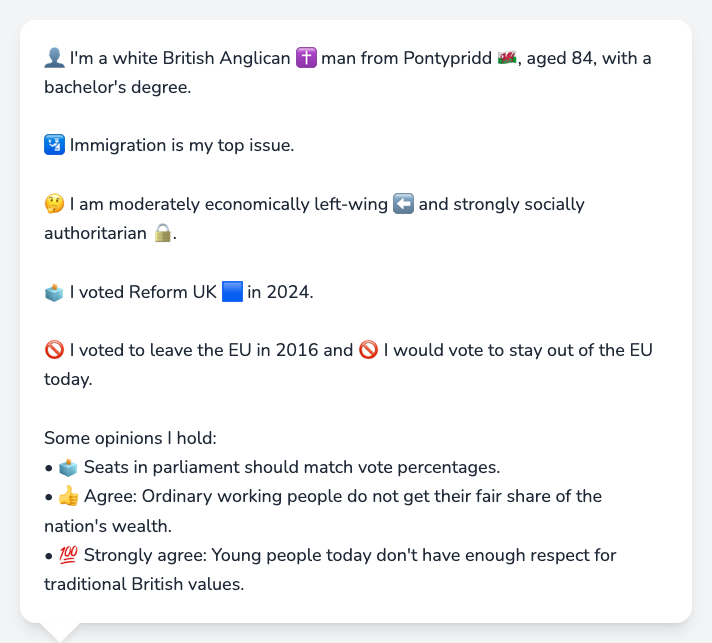 👤 I'm a white British Anglican ✝️ man from Pontypridd 🏴󠁧󠁢󠁷󠁬󠁳󠁿, aged 84, with a
bachelor's degree.
🛂 Immigration is my top issue.
🤔 I am moderately economically left-wing ⬅️ and strongly socially
authoritarian 🔒.
🗳️ I voted Reform UK 🟦 in 2024.
🚫 I voted to leave the EU in 2016 and 🚫 I would vote to stay out of the EU
today.
Some opinions I hold:
• 🗳️ Seats in parliament should match vote percentages.
• 👍 Agree: Ordinary working people do not get their fair share of the
nation's wealth.
• 💯 Strongly agree: Young people today don't have enough respect for
traditional British values.